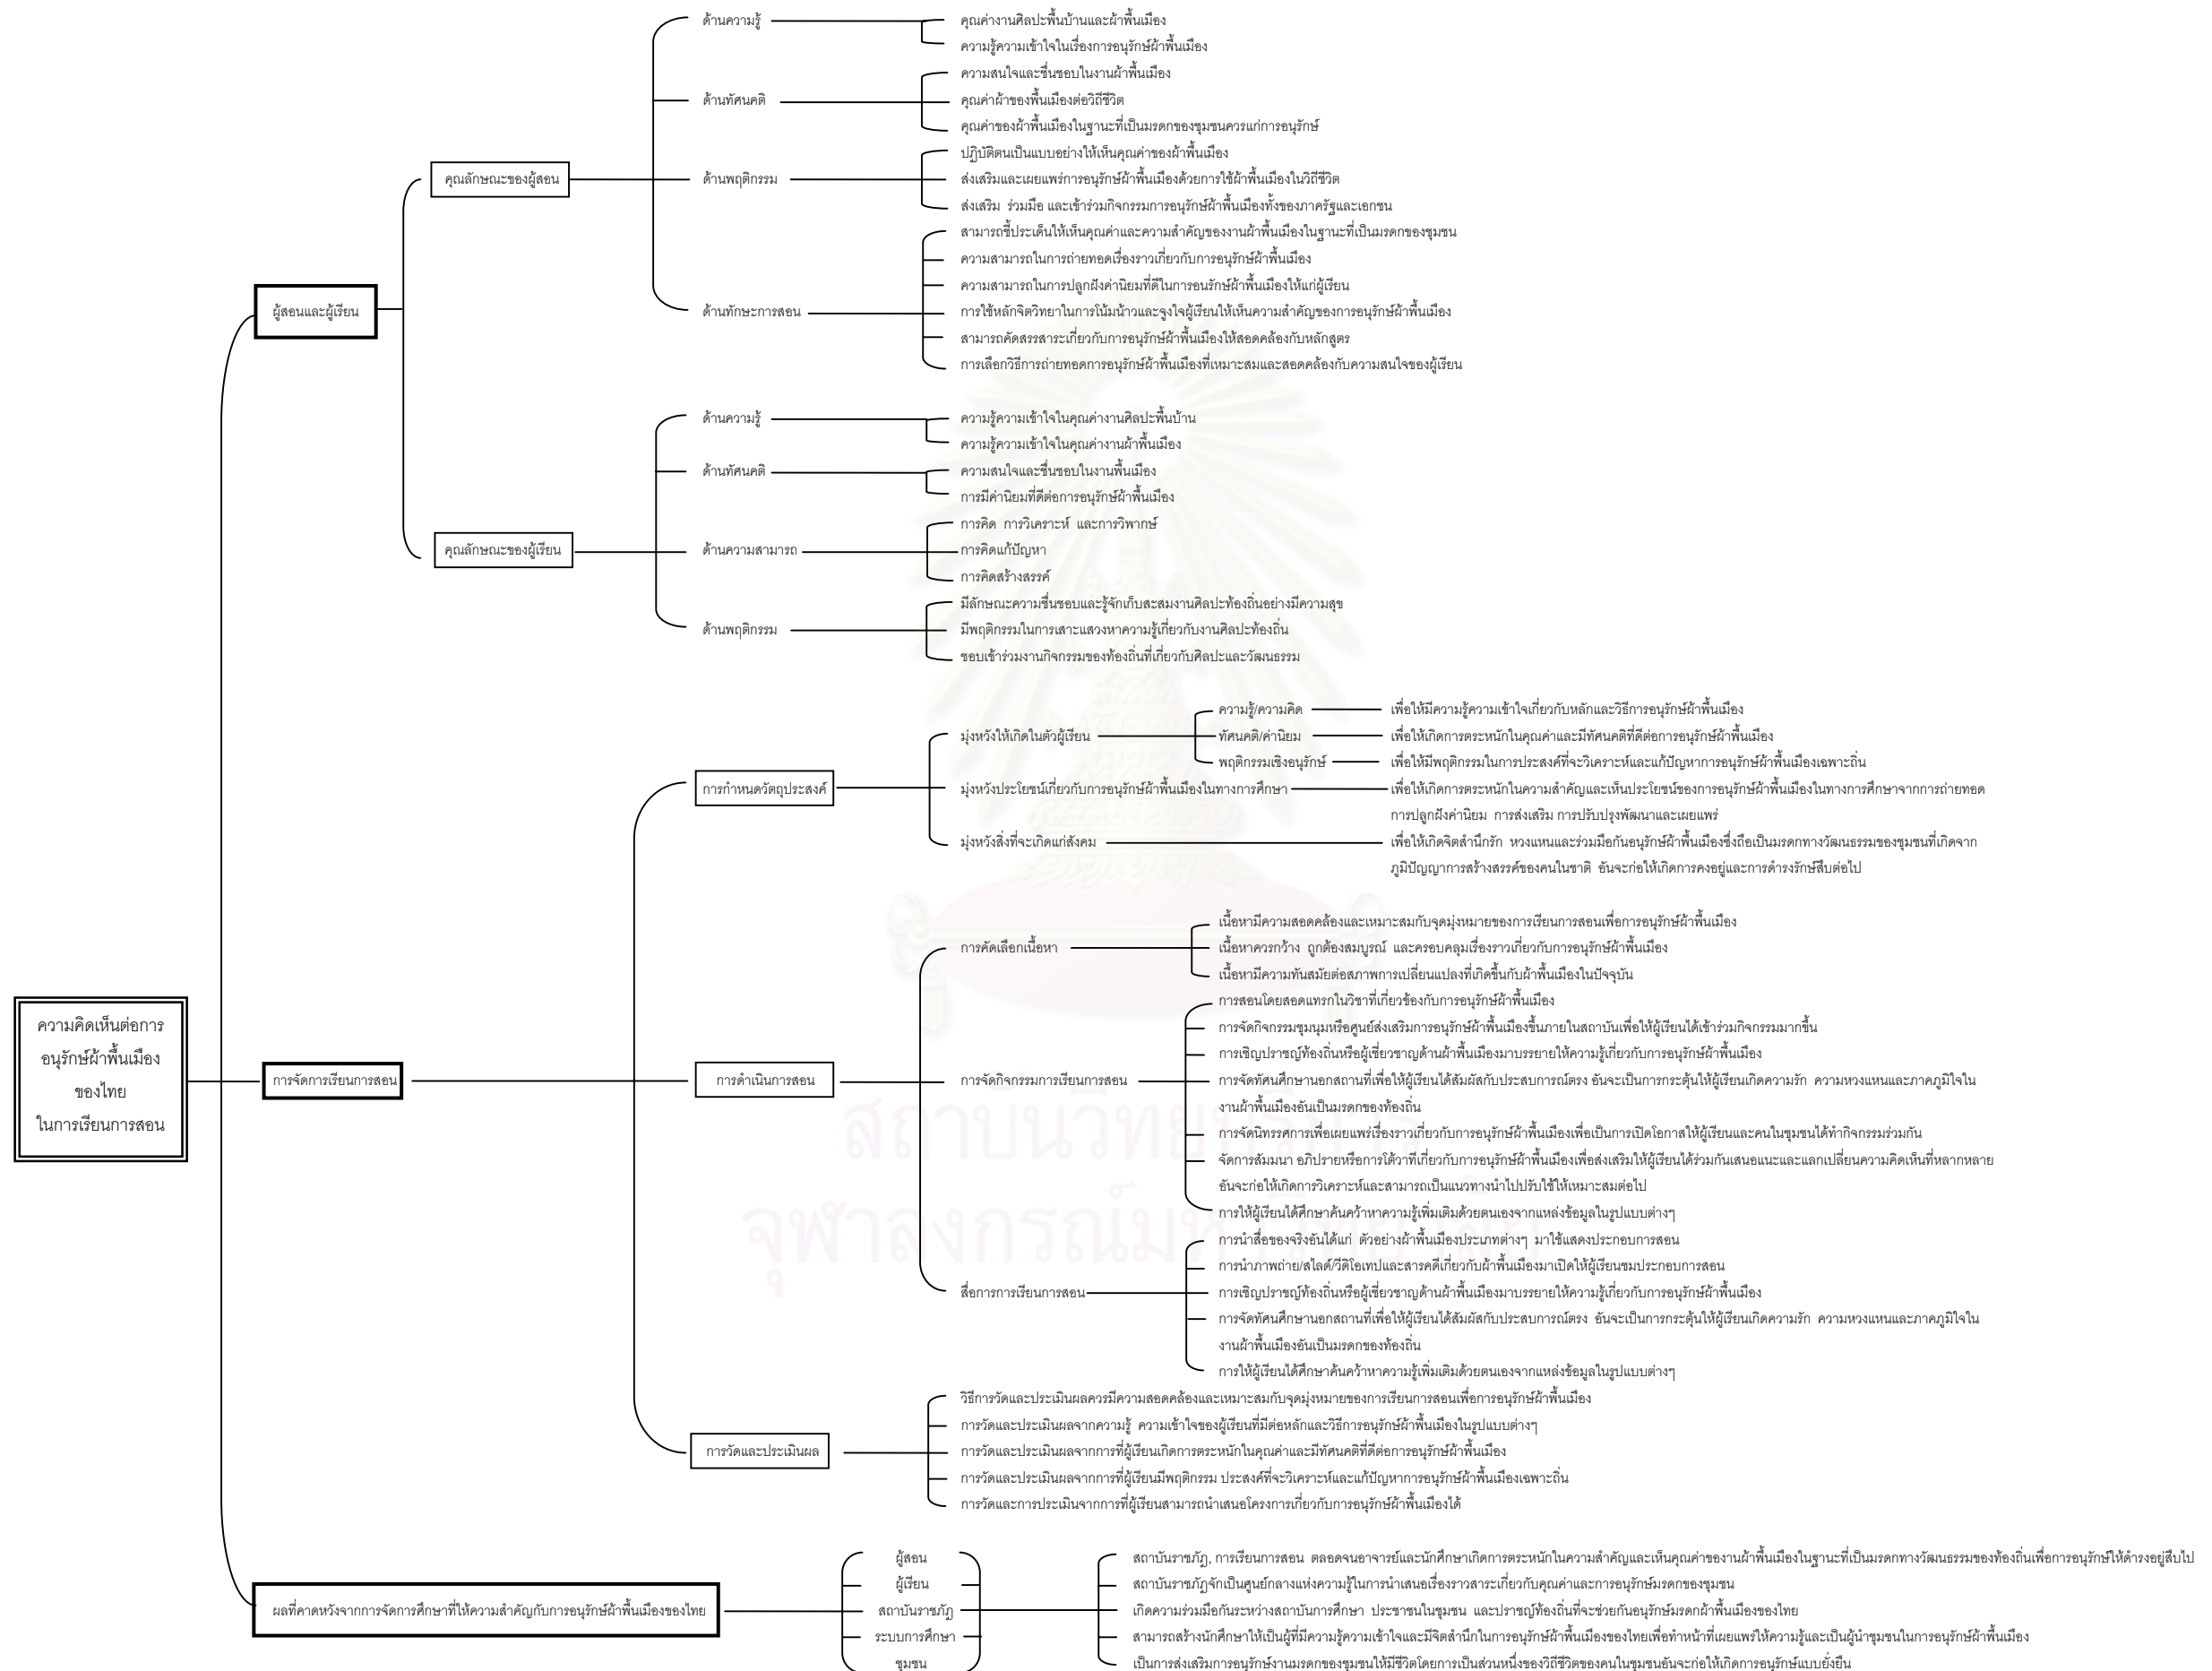 ด้านความรู้
คุณค่างานศิลปะพื้นบ้านและผ้าพื้นเมือง
ความรู้ความเข้าใจในเรื่องการอนุรักษ์ผ้าพื้นเมือง
ความสนใจและชื่นชอบในงานผ้าพื้นเมือง
ด้านทัศนคติ
คุณค่าผ้าของพื้นเมืองต่อวิถีชีวิต
คุณค่าของผ้าพื้นเมืองในฐานะที่เป็นมรดกของชุมชนควรแก่การอนุรักษ์
ปฏิบัติตนเป็นแบบอย่างให้เห็นคุณค่าของผ้าพื้นเมือง
คุณลักษณะของผู้สอน
ด้านพฤติกรรม
ส่งเสริมและเผยแพร่การอนุรักษ์ผ้าพื้นเมืองด้วยการใช้ผ้าพื้นเมืองในวิถีชีวิต
ส่งเสริม ร่วมมือ และเข้าร่วมกิจกรรมการอนุรักษ์ผ้าพื้นเมืองทั้งของภาครัฐและเอกชน
สามารถชี้ประเด็นให้เห็นคุณค่าและความสำคัญของงานผ้าพื้นเมืองในฐานะที่เป็นมรดกของชุมชน
ความสามารถในการถ่ายทอดเรื่องราวเกี่ยวกับการอนุรักษ์ผ้าพื้นเมือง
ความสามารถในการปลูกฝังค่านิยมที่ดีในการอนรักษ์ผ้าพื้นเมืองให้แก่ผู้เรียน
ผู้สอนและผู้เรียน
ด้านทักษะการสอน
การใช้หลักจิตวิทยาในการโน้มน้าวและจูงใจผู้เรียนให้เห็นความสำคัญของการอนุรักษ์ผ้าพื้นเมือง
สามารถคัดสรรสาระเกี่ยวกับการอนุรักษ์ผ้าพื้นเมืองให้สอดคล้องกับหลักสูตร
การเลือกวิธีการถ่ายทอดการอนุรักษ์ผ้าพื้นเมืองที่เหมาะสมและสอดคล้องกับความสนใจของผู้เรียน
ด้านความรู้
ความรู้ความเข้าใจในคุณค่างานศิลปะพื้นบ้าน
ความรู้ความเข้าใจในคุณค่างานผ้าพื้นเมือง
ด้านทัศนคติ
ความสนใจและชื่นชอบในงานพื้นเมือง
การมีค่านิยมที่ดีต่อการอนุรักษ์ผ้าพื้นเมือง
การคิด การวิเคราะห์ และการวิพากษ์
คุณลักษณะของผู้เรียน
ด้านความสามารถ
การคิดแก้ปัญหา
การคิดสร้างสรรค์
มีลักษณะความชื่นชอบและรู้จักเก็บสะสมงานศิลปะท้องถิ่นอย่างมีความสุข
ด้านพฤติกรรม
มีพฤติกรรมในการเสาะแสวงหาความรู้เกี่ยวกับงานศิลปะท้องถิ่น
ชอบเข้าร่วมงานกิจกรรมของท้องถิ่นที่เกี่ยวกับศิลปะและวัฒนธรรม
ความรู้/ความคิด
เพื่อให้มีความรู้ความเข้าใจเกี่ยวกับหลักและวิธีการอนุรักษ์ผ้าพื้นเมือง
มุ่งหวังให้เกิดในตัวผู้เรียน
ทัศนคติ/ค่านิยม
เพื่อให้เกิดการตระหนักในคุณค่าและมีทัศนคติที่ดีต่อการอนุรักษ์ผ้าพื้นเมือง
พฤติกรรมเชิงอนุรักษ์
เพื่อให้มีพฤติกรรมในการประสงค์ที่จะวิเคราะห์และแก้ปัญหาการอนุรักษ์ผ้าพื้นเมืองเฉพาะถิ่น
การกำหนดวัตถุประสงค์
มุ่งหวังประโยชน์เกี่ยวกับการอนุรักษ์ผ้าพื้นเมืองในทางการศึกษา
เพื่อให้เกิดการตระหนักในความสำคัญและเห็นประโยชน์ของการอนุรักษ์ผ้าพื้นเมืองในทางการศึกษาจากการถ่ายทอด
การปลูกฝังค่านิยม การส่งเสริม การปรับปรุงพัฒนาและเผยแพร่
มุ่งหวังสิ่งที่จะเกิดแก่สังคม
เพื่อให้เกิดจิตสำนึกรัก หวงแหนและร่วมมือกันอนุรักษ์ผ้าพื้นเมืองซึ่งถือเป็นมรดกทางวัฒนธรรมของชุมชนที่เกิดจาก
ภูมิปัญญาการสร้างสรรค์ของคนในชาติ อันจะก่อให้เกิดการคงอยู่และการดำรงรักษ์สืบต่อไป
เนื้อหามีความสอดคล้องและเหมาะสมกับจุดมุ่งหมายของการเรียนการสอนเพื่อการอนุรักษ์ผ้าพื้นเมือง
การคัดเลือกเนื้อหา
เนื้อหาควรกว้าง ถูกต้องสมบูรณ์ และครอบคลุมเรื่องราวเกี่ยวกับการอนุรักษ์ผ้าพื้นเมือง
เนื้อหามีความทันสมัยต่อสภาพการเปลี่ยนแปลงที่เกิดขึ้นกับผ้าพื้นเมืองในปัจจุบัน
การสอนโดยสอดแทรกในวิชาที่เกี่ยวข้องกับการอนุรักษ์ผ้าพื้นเมือง
การจัดกิจกรรมชุมนุมหรือศูนย์ส่งเสริมการอนุรักษ์ผ้าพื้นเมืองขึ้นภายในสถาบันเพื่อให้ผู้เรียนได้เข้าร่วมกิจกรรมมากขึ้น
การเชิญปราชญ์ท้องถิ่นหรือผู้เชี่ยวชาญด้านผ้าพื้นเมืองมาบรรยายให้ความรู้เกี่ยวกับการอนุรักษ์ผ้าพื้นเมือง
ความคิดเห็นต่อการ
อนุรักษ์ผ้าพื้นเมือง
ของไทย
ในการเรียนการสอน
การจัดการเรียนการสอน
การดำเนินการสอน
การจัดกิจกรรมการเรียนการสอน
การจัดทัศนศึกษานอกสถานที่เพื่อให้ผู้เรียนได้สัมผัสกับประสบการณ์ตรง อันจะเป็นการกระตุ้นให้ผู้เรียนเกิดความรัก ความหวงแหนและภาคภูมิใจใน
งานผ้าพื้นเมืองอันเป็นมรดกของท้องถิ่น
การจัดนิทรรศการเพื่อเผยแพร่เรื่องราวเกี่ยวกับการอนุรักษ์ผ้าพื้นเมืองเพื่อเป็นการเปิดโอกาสให้ผู้เรียนและคนในชุมชนได้ทำกิจกรรมร่วมกัน
จัดการสัมมนา อภิปรายหรือการโต้วาทีเกี่ยวกับการอนุรักษ์ผ้าพื้นเมืองเพื่อส่งเสริมให้ผู้เรียนได้ร่วมกันเสนอแนะและแลกเปลี่ยนความคิดเห็นที่หลากหลาย
อันจะก่อให้เกิดการวิเคราะห์และสามารถเป็นแนวทางนำไปปรับใช้ให้เหมาะสมต่อไป
การให้ผู้เรียนได้ศึกษาค้นคว้าหาความรู้เพิ่มเติมด้วยตนเองจากแหล่งข้อมูลในรูปแบบต่างๆ
สถาบันวิทยบริการ
จุฬาลงกรณ์มหาวิทยาลัย
การนำสื่อของจริงอันได้แก่ ตัวอย่างผ้าพื้นเมืองประเภทต่างๆ มาใช้แสดงประกอบการสอน
การนำภาพถ่าย/สไลด์/วีดิโอเทปและสารคดีเกี่ยวกับผ้าพื้นเมืองมาเปิดให้ผู้เรียนชมประกอบการสอน
สื่อการการเรียนการสอน
การเชิญปราชญ์ท้องถิ่นหรือผู้เชี่ยวชาญด้านผ้าพื้นเมืองมาบรรยายให้ความรู้เกี่ยวกับการอนุรักษ์ผ้าพื้นเมือง
การจัดทัศนศึกษานอกสถานที่เพื่อให้ผู้เรียนได้สัมผัสกับประสบการณ์ตรง อันจะเป็นการกระตุ้นให้ผู้เรียนเกิดความรัก ความหวงแหนและภาคภูมิใจใน
งานผ้าพื้นเมืองอันเป็นมรดกของท้องถิ่น
การให้ผู้เรียนได้ศึกษาค้นคว้าหาความรู้เพิ่มเติมด้วยตนเองจากแหล่งข้อมูลในรูปแบบต่างๆ
วิธีการวัดและประเมินผลควรมีความสอดคล้องและเหมาะสมกับจุดมุ่งหมายของการเรียนการสอนเพื่อการอนุรักษ์ผ้าพื้นเมือง
การวัดและประเมินผลจากความรู้ ความเข้าใจของผู้เรียนที่มีต่อหลักและวิธีการอนุรักษ์ผ้าพื้นเมืองในรูปแบบต่างๆ
การวัดและประเมินผล
การวัดและประเมินผลจากการที่ผู้เรียนเกิดการตระหนักในคุณค่าและมีทัศนคติที่ดีต่อการอนุรักษ์ผ้าพื้นเมือง
การวัดและประเมินผลจากการที่ผู้เรียนมีพฤติกรรม ประสงค์ที่จะวิเคราะห์และแก้ปัญหาการอนุรักษ์ผ้าพื้นเมืองเฉพาะถิ่น
การวัดและการประเมินจากการที่ผู้เรียนสามารถนำเสนอโครงการเกี่ยวกับการอนุรักษ์ผ้าพื้นเมืองได้
ผู้สอน
สถาบันราชภัฏ, การเรียนการสอน ตลอดจนอาจารย์และนักศึกษาเกิดการตระหนักในความสำคัญและเห็นคุณค่าของงานผ้าพื้นเมืองในฐานะที่เป็นมรดกทางวัฒนธรรมของท้องถิ่นเพื่อการอนุรักษ์ให้ดำรงอยู่สืบไป
ผู้เรียน
สถาบันราชภัฏจักเป็นศูนย์กลางแห่งความรู้ในการนำเสนอเรื่องราวสาระเกี่ยวกับคุณค่าและการอนุรักษ์มรดกของชุมชน
ผลที่คาดหวังจากการจัดการศึกษาที่ให้ความสำคัญกับการอนุรักษ์ผ้าพื้นเมืองของไทย
สถาบันราชภัฏ
เกิดความร่วมมือกันระหว่างสถาบันการศึกษา ประชาชนในชุมชน และปราชญ์ท้องถิ่นที่จะช่วยกันอนุรักษ์มรดกผ้าพื้นเมืองของไทย
ระบบการศึกษา
สามารถสร้างนักศึกษาให้เป็นผู้ที่มีความรู้ความเข้าใจและมีจิตสำนึกในการอนุรักษ์ผ้าพื้นเมืองของไทยเพื่อทำหน้าที่เผยแพร่ให้ความรู้และเป็นผู้นำชุมชนในการอนุรักษ์ผ้าพื้นเมือง
ชุมชน
เป็นการส่งเสริมการอนุรักษ์งานมรดกของชุมชนให้มีชีวิตโดยการเป็นส่วนหนึ่งของวิถีชีวิตของคนในชุมชนอันจะก่อให้เกิดการอนุรักษ์แบบยั่งยืน